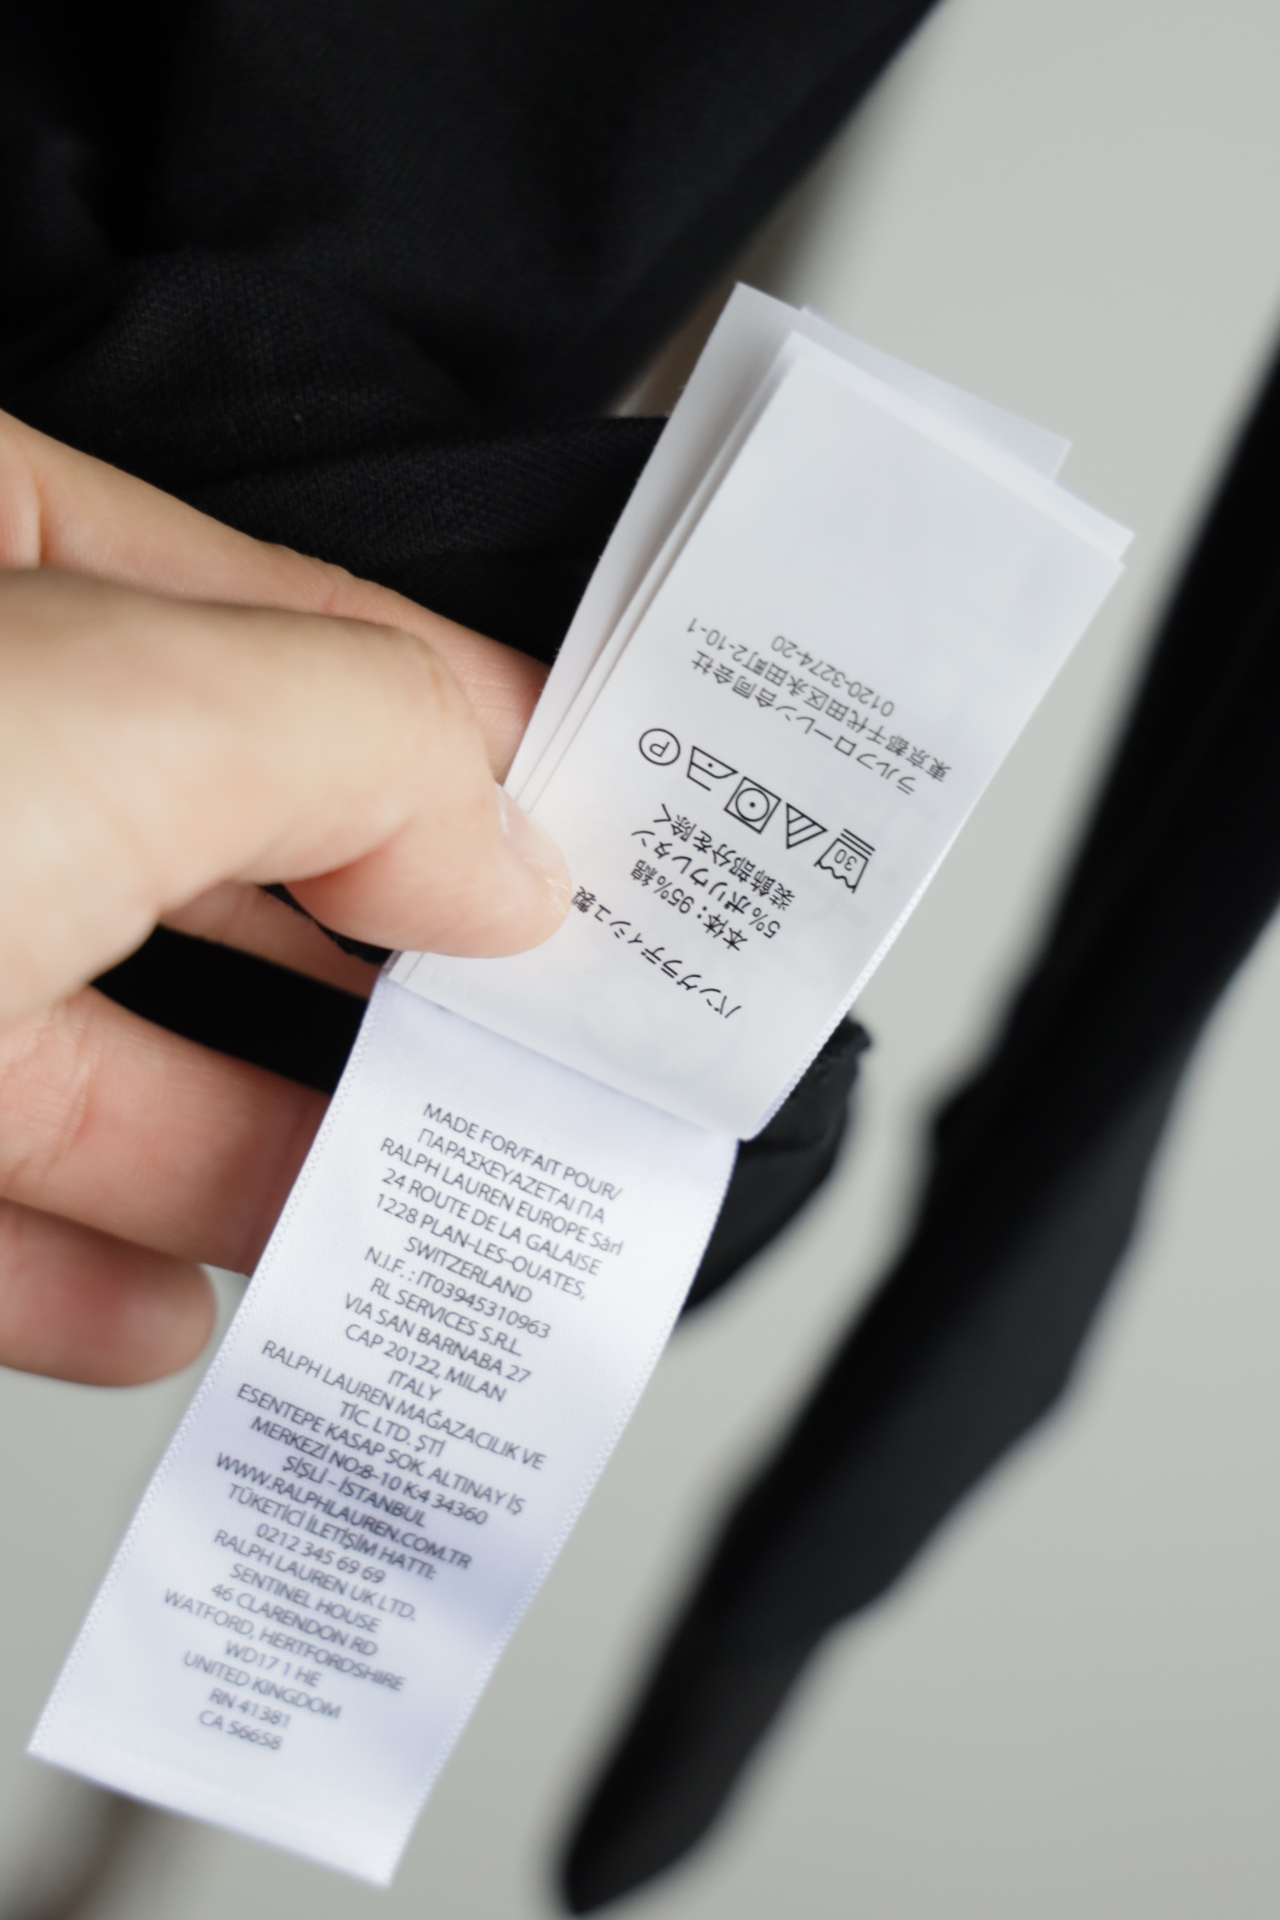 バングラデイシュ製
本体：95% 綿
5% ポリウレタン
装飾部分を除く
30
P
ラルフローレン合同会社
東京都千代田区永田町2-10-1
0120-3274-20
MADE FOR/FAIT POUR/
ΠΑΡΑΣΚΕΥΑΖΕΤΑΙ ΓΙΑ
RALPH LAUREN EUROPE Sárl
24 ROUTE DE LA GALAISE
1228 PLAN-LES-OUATES,
SWITZERLAND
N.I.F. : IT03945310963
RL SERVICES S.R.L.
VIA SAN BARNABA 27
CAP 20122, MILAN
ITALY
RALPH LAUREN MAĞAZACILIK VE
TİC. LTD. ŞTİ
ESENTEPE KASAP SOK. ALTINAY İŞ
MERKEZİ NO:8-10 K:4 34360
ŞİŞLİ - İSTANBUL
WWW.RALPHLAUREN.COM.TR
TÜKETİCİ İLETİŞİM HATTI:
0212 345 69 69
RALPH LAUREN UK LTD.
SENTINEL HOUSE
46 CLARENDON RD
WATFORD, HERTFORDSHIRE
WD17 1 HE
UNITED KINGDOM
RN 41381
CA 56658